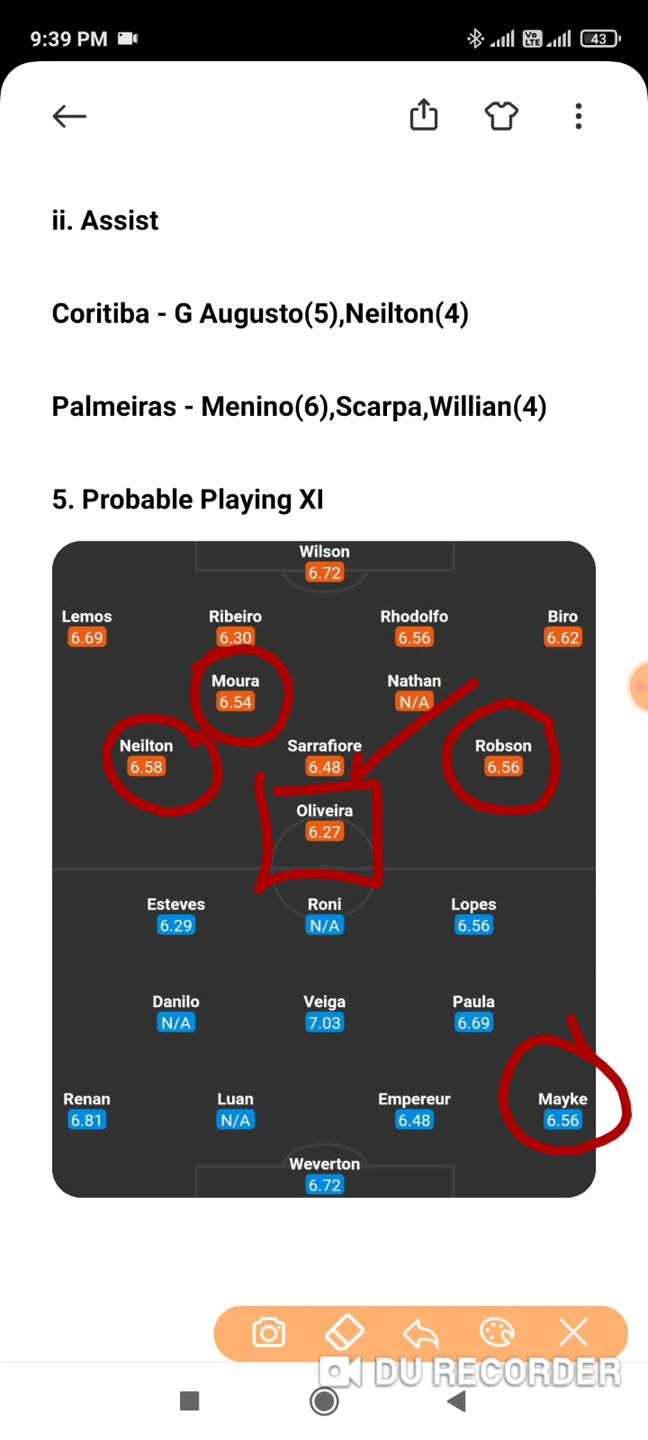 9:39 PM
Vo LTE
43
ii. Assist
Coritiba - G Augusto(5),Neilton(4)
Palmeiras - Menino(6),Scarpa,Willian(4)
5. Probable Playing XI
Wilson
6.72
Lemos Ribeiro Rhodolfo Biro
6.69 6.30 6.56 6.62
Moura Nathan
6.54 N/A
Neilton Sarrafiore Robson
6.58 6.48 6.56
Oliveira
6.27
Esteves Roni Lopes
6.29 N/A 6.56
Danilo Veiga Paula
N/A 7.03 6.69
Renan Luan Empereur Mayke
6.81 N/A 6.48 6.56
Weverton
6.72
DU RECORDER